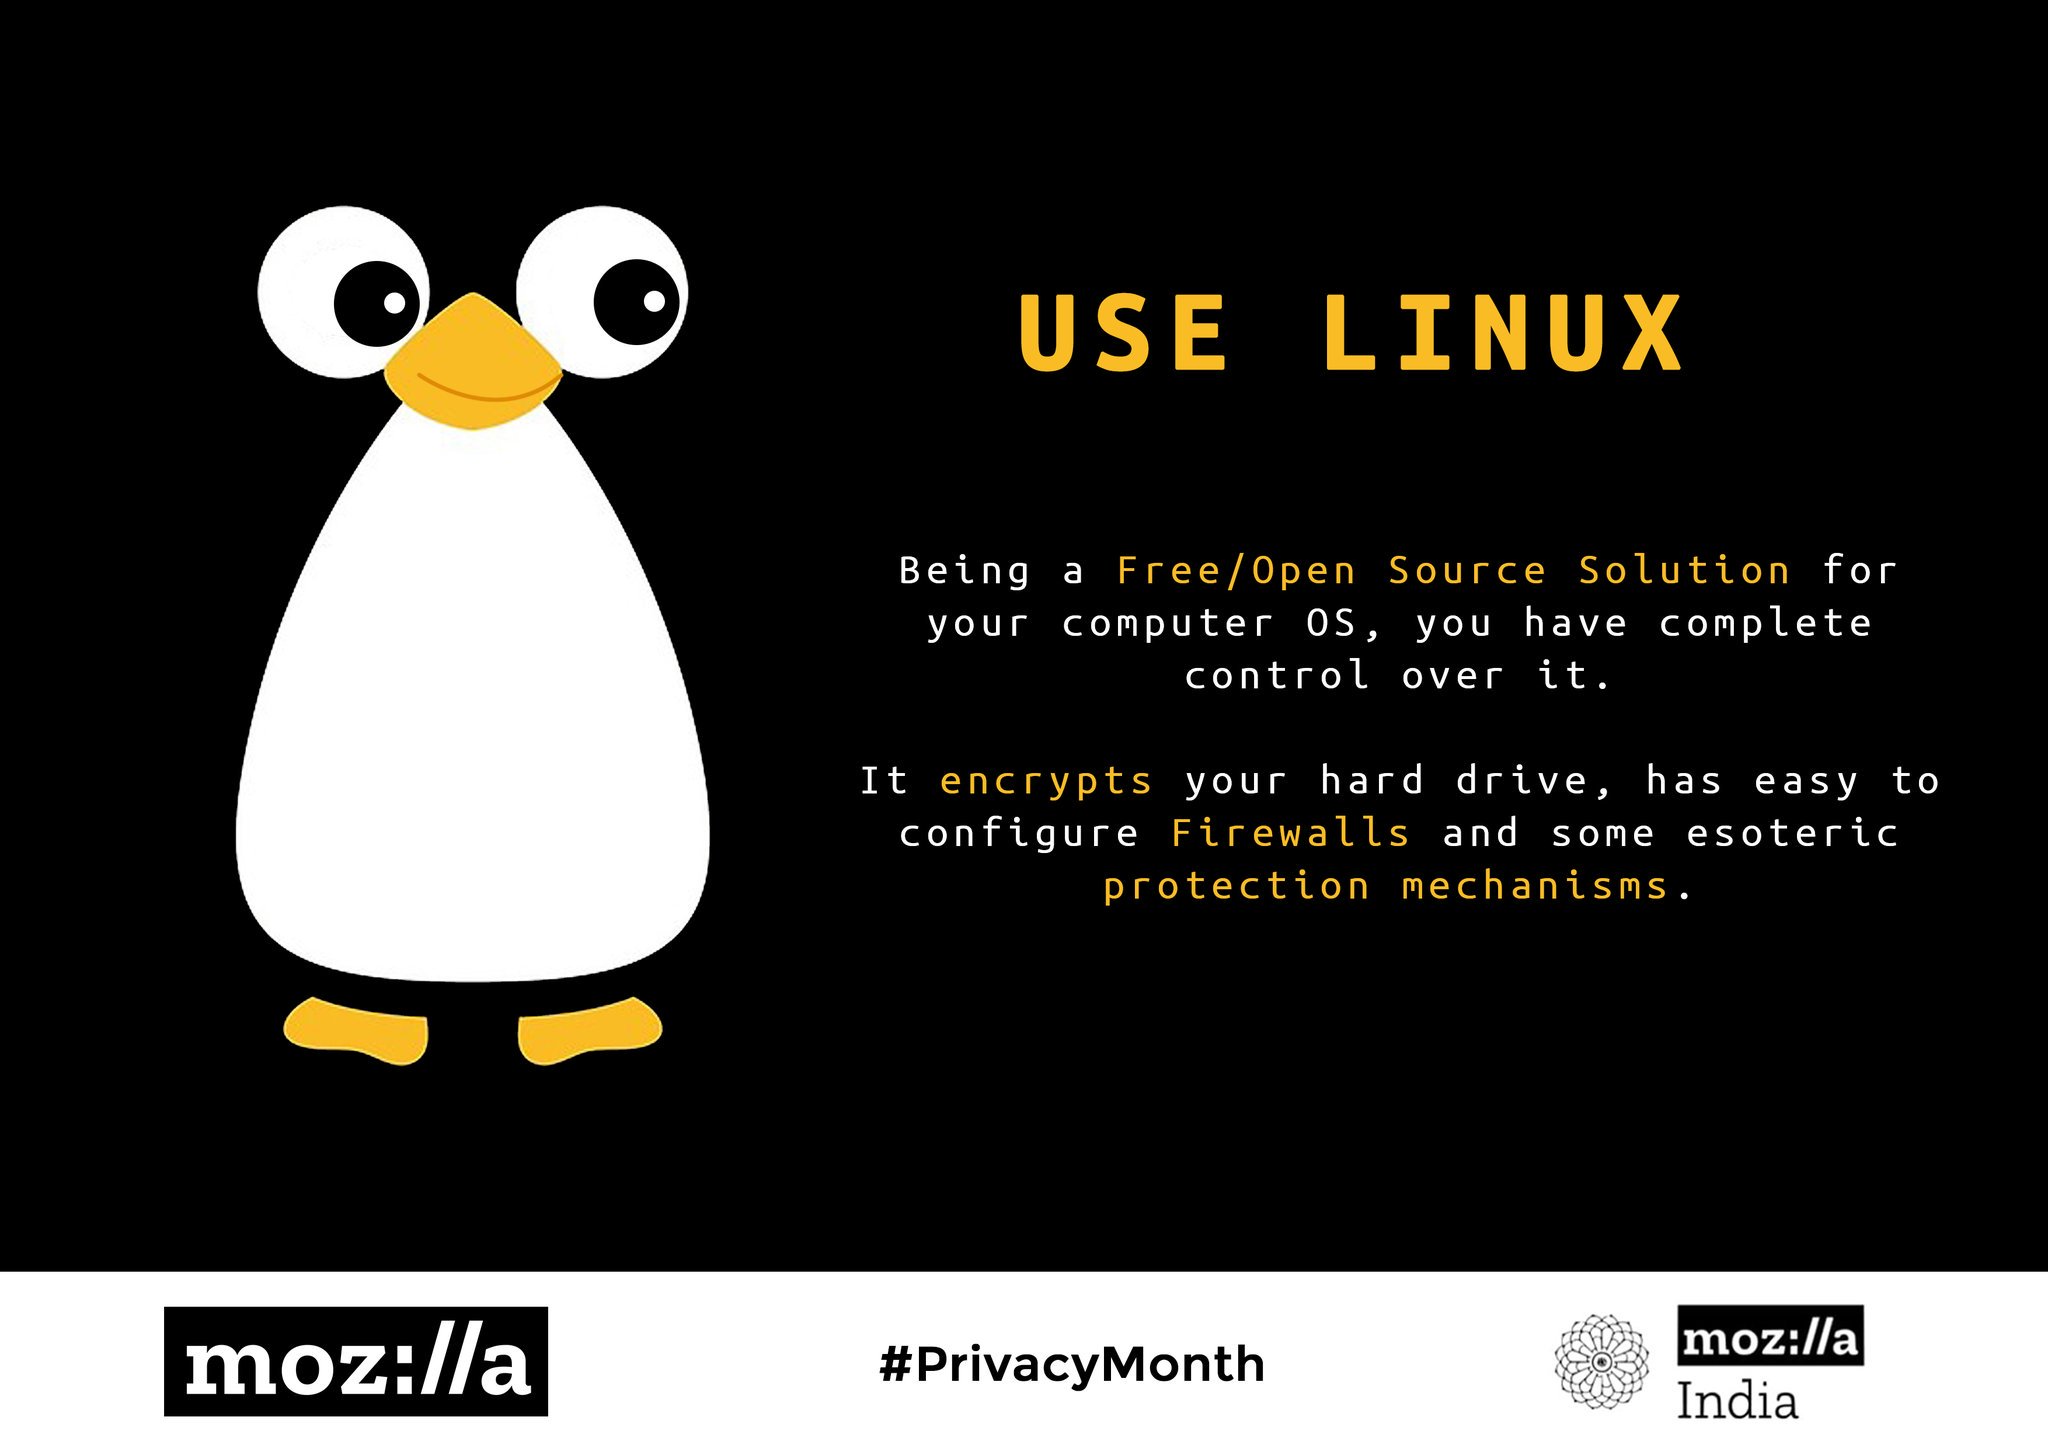 USE LINUX
Being a Free/Open Source Solution for
your computer OS, you have complete
control over it.
It encrypts your hard drive, has easy to
configure Firewalls and some esoteric
protection mechanisms.
moz://a
#PrivacyMonth
moz://a
India